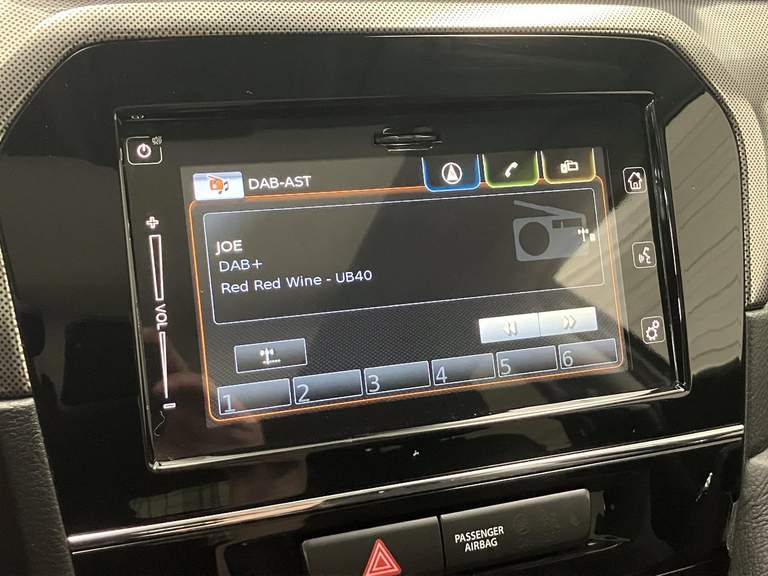 DAB-AST
JOE
DAB+
Red Red Wine - UB40
VOL
1 2 3 4 5 6
PASSENGER
AIRBAG